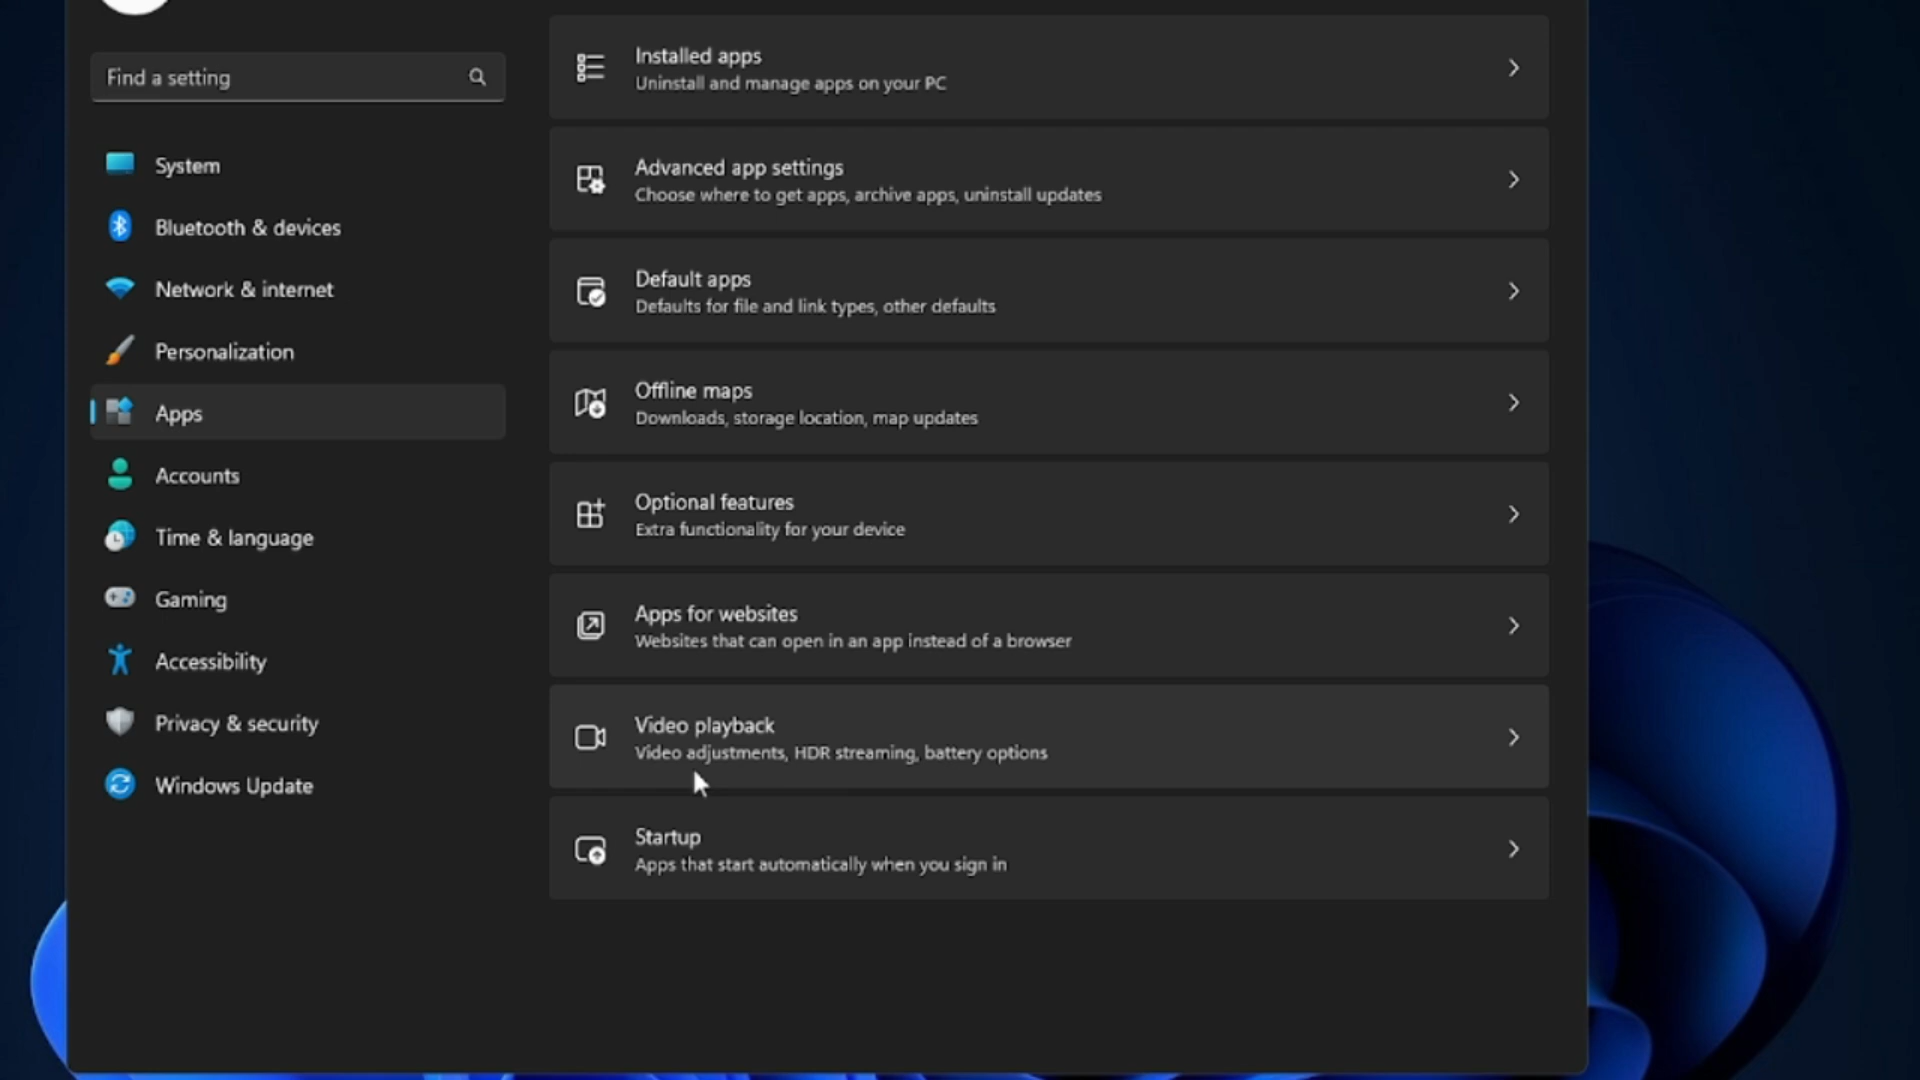 Find a setting
System
Bluetooth & devices
Network & internet
Personalization
Apps
Accounts
Time & language
Gaming
Accessibility
Privacy & security
Windows Update
Installed apps
Uninstall and manage apps on your PC
Advanced app settings
Choose where to get apps, archive apps, uninstall updates
Default apps
Defaults for file and link types, other defaults
Offline maps
Downloads, storage location, map updates
Optional features
Extra functionality for your device
Apps for websites
Websites that can open in an app instead of a browser
Video playback
Video adjustments, HDR streaming, battery options
Startup
Apps that start automatically when you sign in